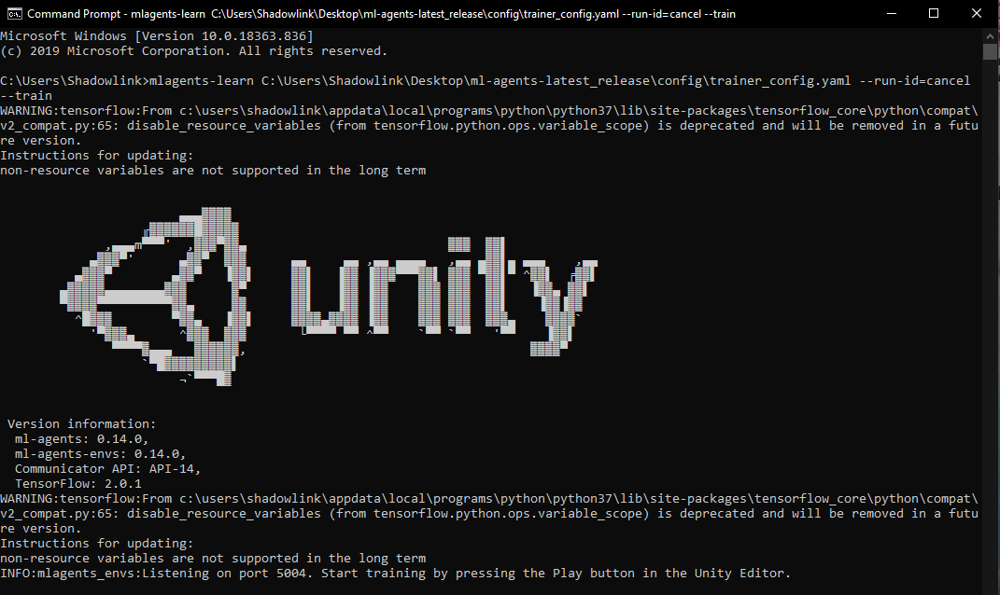 Command Prompt - mlagents-learn C:\Users\Shadowlink\Desktop\ml-agents-latest_release\config\trainer_config.yaml --run-id=cancel --train
Microsoft Windows [Version 10.0.18363.836]
(c) 2019 Microsoft Corporation. All rights reserved.
C:\Users\Shadowlink>mlagents-learn C:\Users\Shadowlink\Desktop\ml-agents-latest_release\config\trainer_config.yaml --run-id=cancel
--train
WARNING:tensorflow:From c:\users\shadowlink\appdata\local\programs\python\python37\lib\site-packages\tensorflow_core\python\compat\
v2_compat.py:65: disable_resource_variables (from tensorflow.python.ops.variable_scope) is deprecated and will be removed in a futu
re version.
Instructions for updating:
non-resource variables are not supported in the long term
unity
Version information:
ml-agents: 0.14.0,
ml-agents-envs: 0.14.0,
Communicator API: API-14,
TensorFlow: 2.0.1
WARNING:tensorflow:From c:\users\shadowlink\appdata\local\programs\python\python37\lib\site-packages\tensorflow_core\python\compat\
v2_compat.py:65: disable_resource_variables (from tensorflow.python.ops.variable_scope) is deprecated and will be removed in a futu
re version.
Instructions for updating:
non-resource variables are not supported in the long term
INFO:mlagents_envs:Listening on port 5004. Start training by pressing the Play button in the Unity Editor.